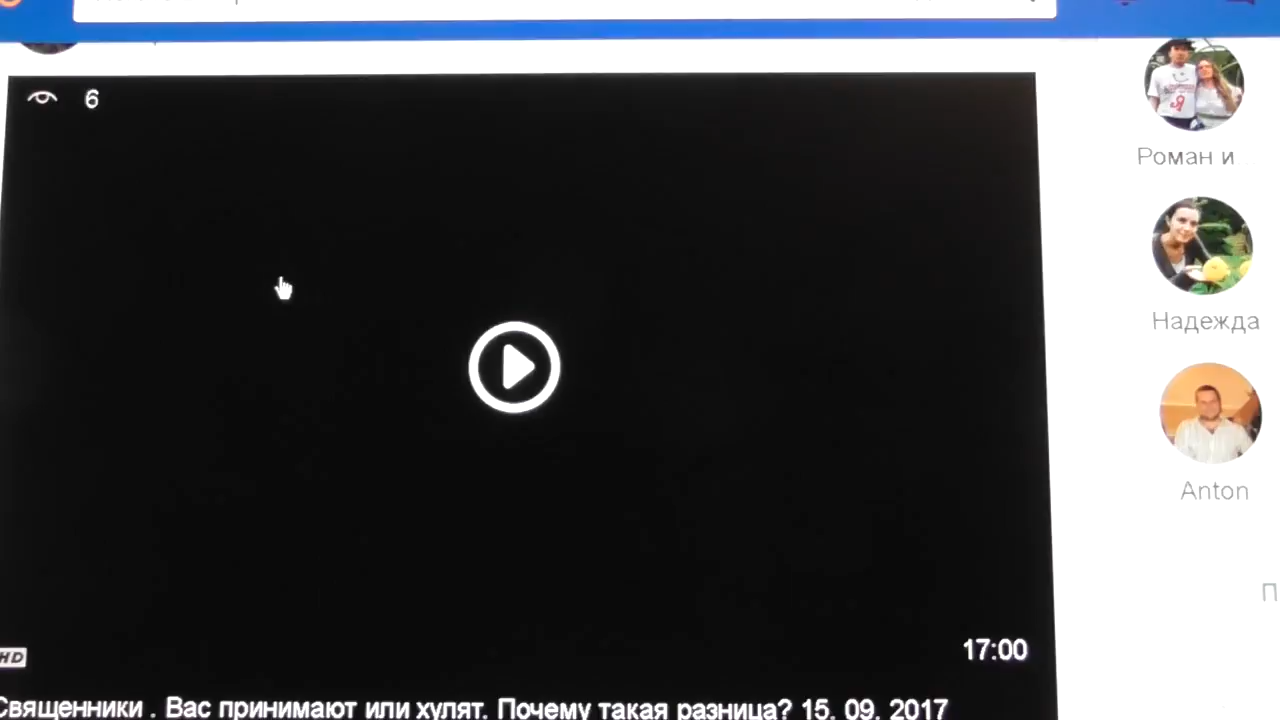 6
Роман и
Надежда
Anton
П
HD
17:00
Священники . Вас принимают или хулят. Почему такая разница? 15. 09. 2017